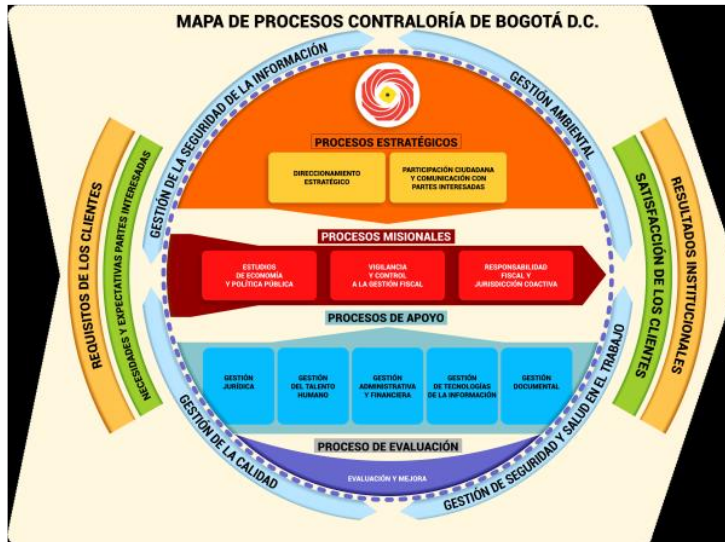 MAPA DE PROCESOS CONTRALORÍA DE BOGOTÁ D.C.
GESTIÓN DE LA SEGURIDAD DE LA INFORMACIÓN
GESTIÓN AMBIENTAL
REQUISITOS DE LOS CLIENTES
NECESIDADES Y EXPECTATIVAS PARTES INTERESADAS
PROCESOS ESTRATÉGICOS
DIRECCIONAMIENTO
ESTRATÉGICO
PARTICIPACIÓN CIUDADANA
Y COMUNICACIÓN CON
PARTES INTERESADAS
PROCESOS MISIONALES
ESTUDIOS
DE ECONOMÍA
Y POLÍTICA PÚBLICA
VIGILANCIA
Y CONTROL
A LA GESTIÓN FISCAL
RESPONSABILIDAD
FISCAL Y
JURISDICCIÓN COACTIVA
PROCESOS DE APOYO
GESTIÓN
JURÍDICA
GESTIÓN
DEL TALENTO
HUMANO
GESTIÓN
ADMINISTRATIVA
Y FINANCIERA
GESTIÓN
DE TECNOLOGÍAS
DE LA INFORMACIÓN
GESTIÓN
DOCUMENTAL
PROCESO DE EVALUACIÓN
EVALUACIÓN Y MEJORA
GESTIÓN DE LA CALIDAD
GESTIÓN DE SEGURIDAD Y SALUD EN EL TRABAJO
SATISFACCIÓN DE LOS CLIENTES
RESULTADOS INSTITUCIONALES